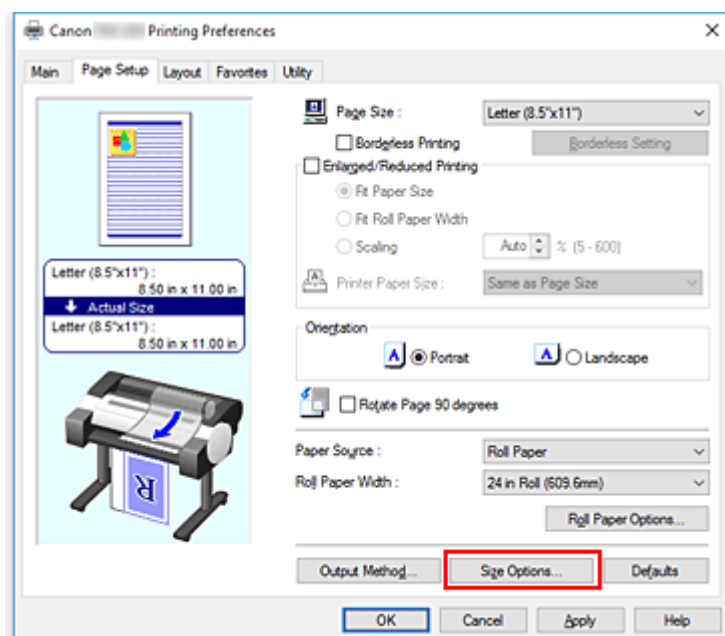 Canon Printing Preferences
Main Page Setup Layout Favorites Utility
Page Size : Letter (8.5"x11")
Borderless Printing Borderless Setting
Enlarged/Reduced Printing
Fit Paper Size
Fit Roll Paper Width
Scaling Auto % (5 - 600)
Printer Paper Size : Same as Page Size
Letter (8.5"x11") :
8.50 in x 11.00 in
Actual Size
Letter (8.5"x11") :
8.50 in x 11.00 in
Orientation
A Portrait A Landscape
Rotate Page 90 degrees
R
Paper Source : Roll Paper
Roll Paper Width : 24 in Roll (609.6mm)
Roll Paper Options...
Output Method... Size Options... Defaults
OK Cancel Apply Help